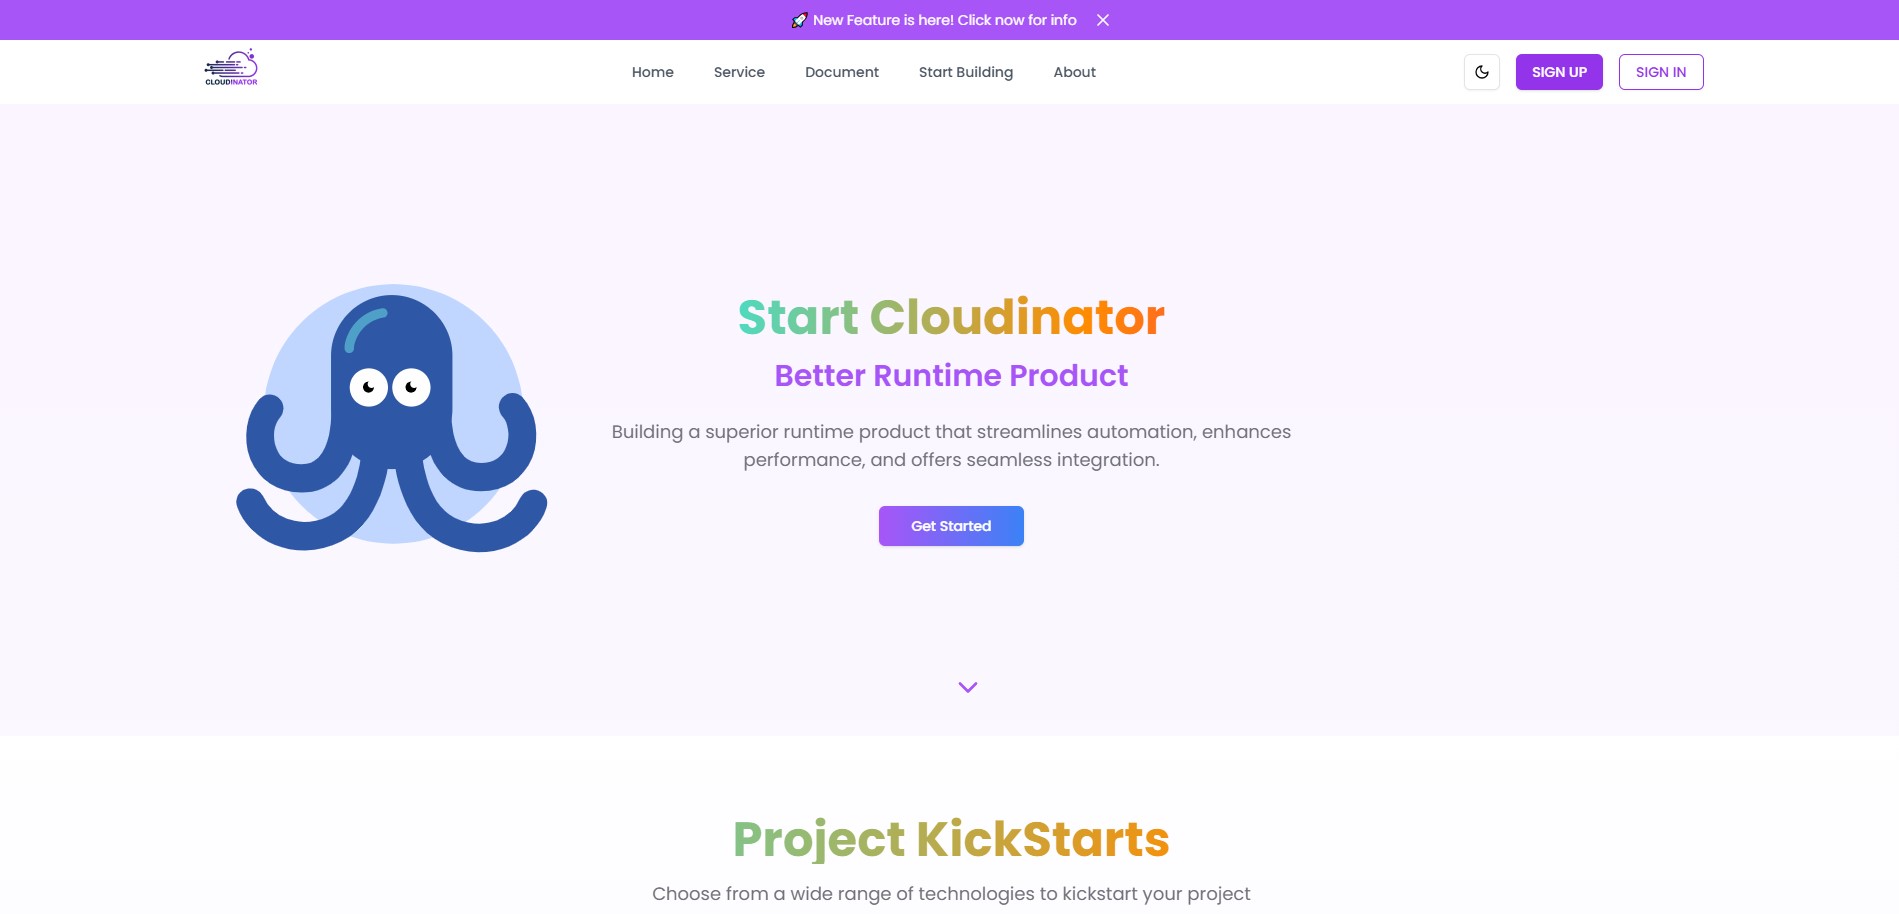 🚀 New Feature is here! Click now for info
CLOUDINATOR
Home
Service
Document
Start Building
About
SIGN UP
SIGN IN
Start Cloudinator
Better Runtime Product
Building a superior runtime product that streamlines automation, enhances
performance, and offers seamless integration.
Get Started
Project KickStarts
Choose from a wide range of technologies to kickstart your project